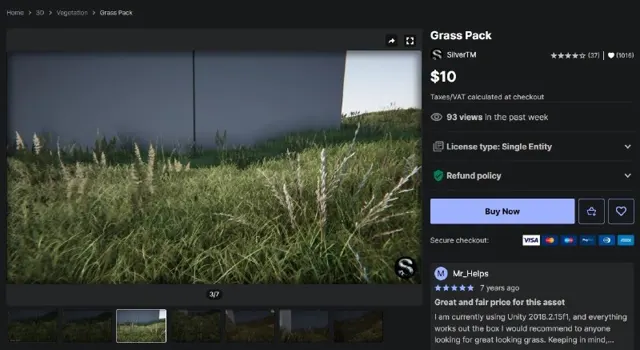 Home > 3D > Vegetation > Grass Pack
Grass Pack
S SilverTM
(37) | (1016)
$10
Taxes/VAT calculated at checkout
93 views in the past week
License type: Single Entity
Refund policy
Buy Now
Secure checkout:
VISA
3/7
M Mr_Helps
7 years ago
Great and fair price for this asset
I am currently using Unity 2018.2.15f1, and everything
works out the box I would recommend to anyone
looking for great looking grass. Keeping in mind,...